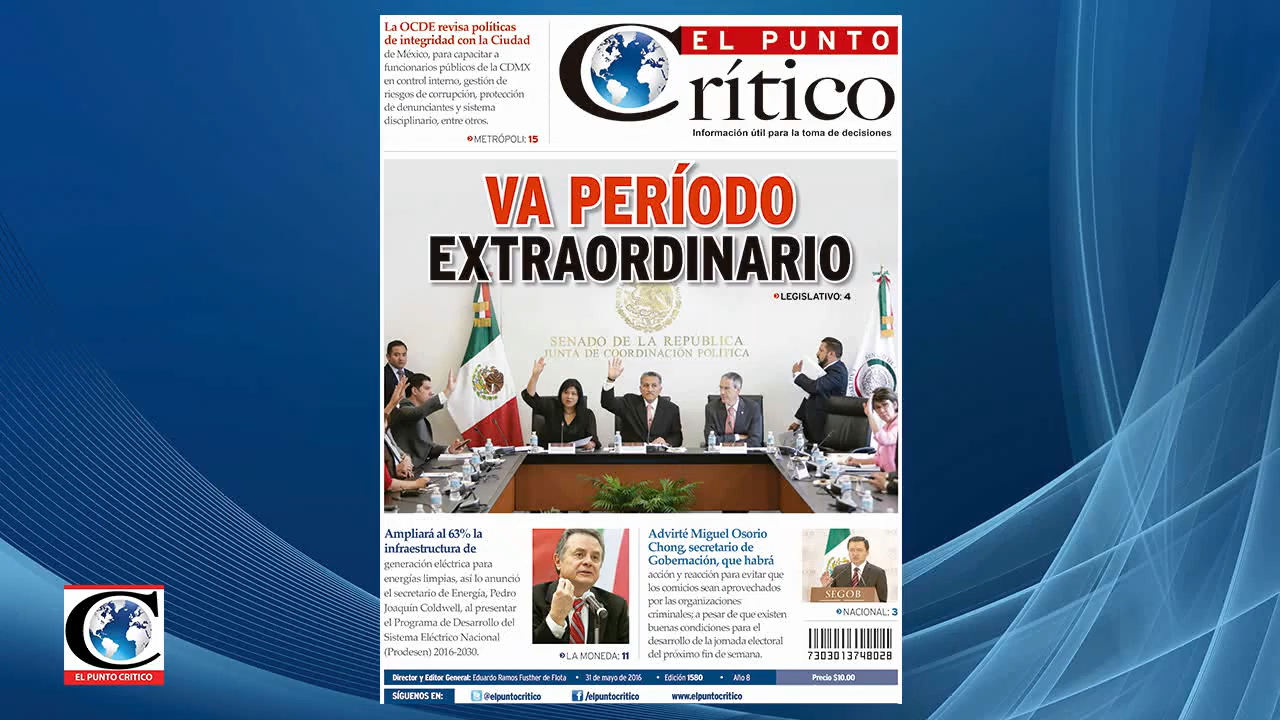 La OCDE revisa políticas
de integridad con la Ciudad
de México, para capacitar a
funcionarios públicos de la CDMX
en control interno, gestión de
riesgos de corrupción, protección
de denunciantes y sistema
disciplinario, entre otros.
METRÓPOLI: 15
EL PUNTO
Crítico
Información útil para la toma de decisiones
VA PERÍODO
EXTRAORDINARIO
LEGISLATIVO: 4
SENADO DE LA REPÚBLICA
JUNTA DE COORDINACIÓN POLÍTICA
Ampliará al 63% la
infraestructura de
generación eléctrica para
energías limpias, así lo anunció
el secretario de Energía, Pedro
Joaquín Coldwell, al presentar
el Programa de Desarrollo del
Sistema Eléctrico Nacional
(Prodesen) 2016-2030.
LA MONEDA: 11
Advirté Miguel Osorio
Chong, secretario de
Gobernación, que habrá
acción y reacción para evitar que
los comicios sean aprovechados
por las organizaciones
criminales; a pesar de que existen
buenas condiciones para el
desarrollo de la jornada electoral
del próximo fin de semana.
SEGOB
NACIONAL: 3
7303013748028
Director y Editor General: Eduardo Ramos Fusther de Flota • 31 de mayo de 2016 • Edición 1580 • Año 8 Precio $10.00
SÍGUENOS EN: @elpuntocritico /elpuntocritico www.elpuntocritico.com
C
EL PUNTO CRITICO